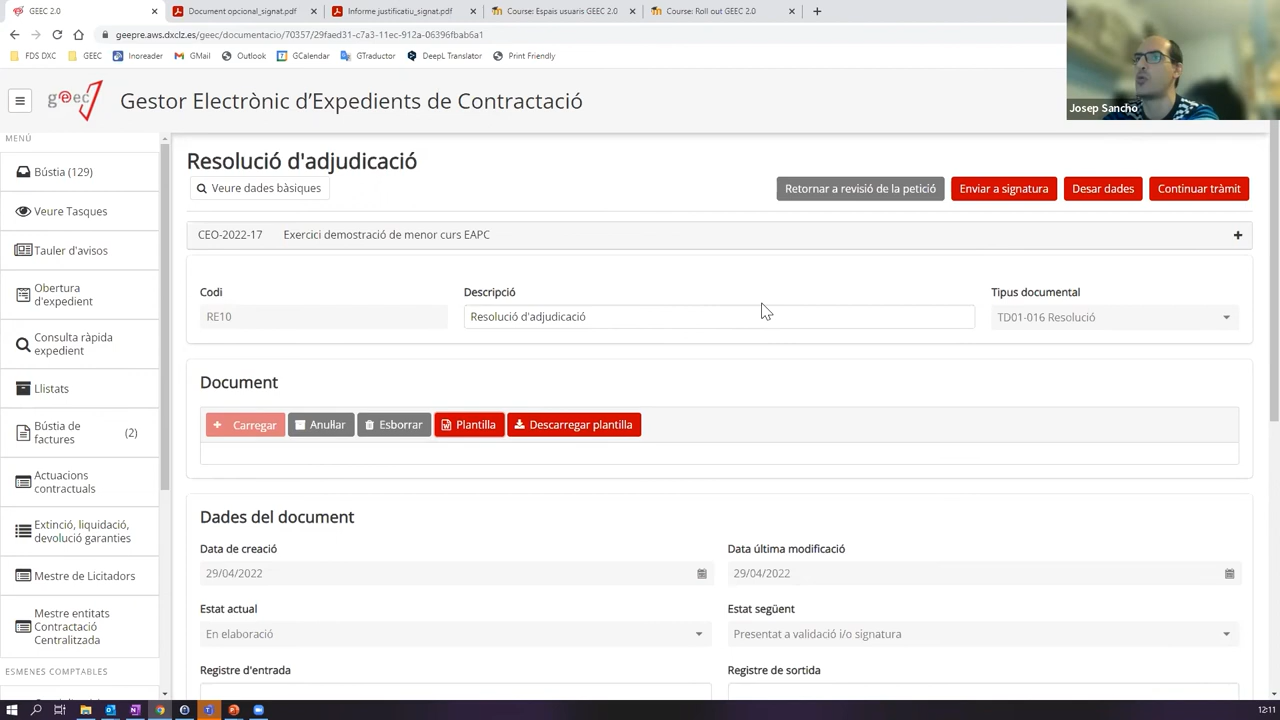 GEEC 2.0
Document opcional_signat.pdf
Informe justificatiu_signat.pdf
Course: Espais usuaris GEEC 2.0
Course: Roll out GEEC 2.0
geepre.aws.dxclz.es/geec/documentacio/70357/29faed31-c7a3-11ec-912a-06396fbab6a1
FDS DXC
GEEC
Inoreader
GMail
Outlook
GCalendar
GTraductor
DeepL Translator
Print Friendly
Josep Sancho
geec
Gestor Electrònic d'Expedients de Contractació
MENÚ
Bústia (129)
Veure Tasques
Tauler d'avisos
Obertura
d'expedient
Consulta ràpida
expedient
Llistats
Bústia de
factures
(2)
Actuacions
contractuals
Extinció, liquidació,
devolució garanties
Mestre de Licitadors
Mestre entitats
Contractació
Centralitzada
ESMENES COMPTABLES
Resolució d'adjudicació
Veure dades bàsiques
Retornar a revisió de la petició
Enviar a signatura
Desar dades
Continuar tràmit
CEO-2022-17 Exercici demostració de menor curs EAPC
Codi
Descripció
Tipus documental
RE10
Resolució d'adjudicació
TD01-016 Resolució
Document
Carregar
Anul·lar
Esborrar
Plantilla
Descarregar plantilla
Dades del document
Data de creació
Data última modificació
29/04/2022
29/04/2022
Estat actual
Estat següent
En elaboració
Presentat a validació i/o signatura
Registre d'entrada
Registre de sortida
12:11